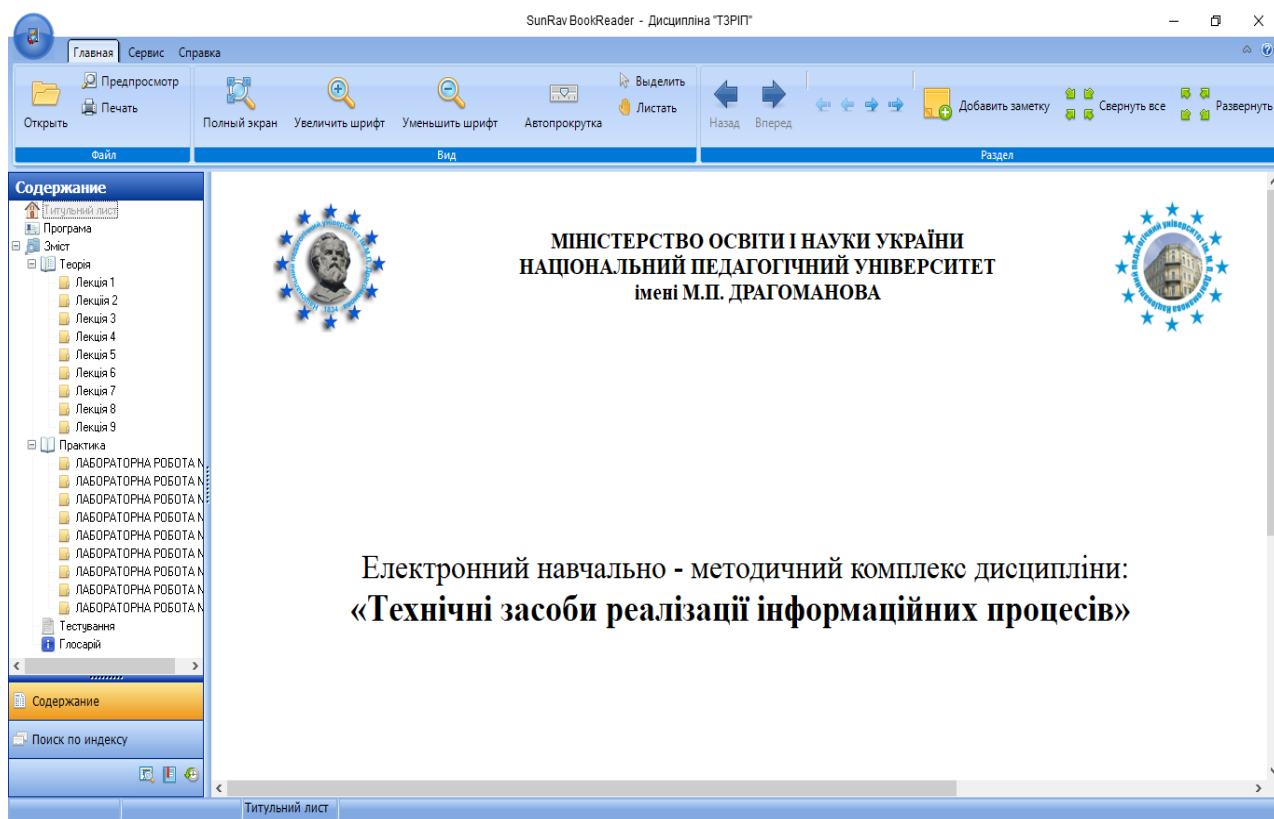 SunRav BookReader - Дисципліна "ТЗРІП"
Главная Сервис Справка
Открыть
Предпросмотр
Печать
Файл
Полный экран
Увеличить шрифт
Уменьшить шрифт
Автопрокрутка
Выделить
Листать
Вид
Назад
Вперед
Добавить заметку
Свернуть все
Развернуть
Раздел
Содержание
Титульний лист
Програма
Зміст
Теорія
Лекція 1
Лекціія 2
Лекція 3
Лекція 4
Лекція 5
Лекція 6
Лекція 7
Лекція 8
Лекція 9
Практика
ЛАБОРАТОРНА РОБОТА N
ЛАБОРАТОРНА РОБОТА N
ЛАБОРАТОРНА РОБОТА N
ЛАБОРАТОРНА РОБОТА N
ЛАБОРАТОРНА РОБОТА N
ЛАБОРАТОРНА РОБОТА N
ЛАБОРАТОРНА РОБОТА N
ЛАБОРАТОРНА РОБОТА N
ЛАБОРАТОРНА РОБОТА N
Тестування
Глосарій
Содержание
Поиск по индексу
МІНІСТЕРСТВО ОСВІТИ І НАУКИ УКРАЇНИ
НАЦІОНАЛЬНИЙ ПЕДАГОГІЧНИЙ УНІВЕРСИТЕТ
імені М.П. ДРАГОМАНОВА
1834
Електронний навчально - методичний комплекс дисципліни:
«Технічні засоби реалізації інформаційних процесів»
Титульний лист